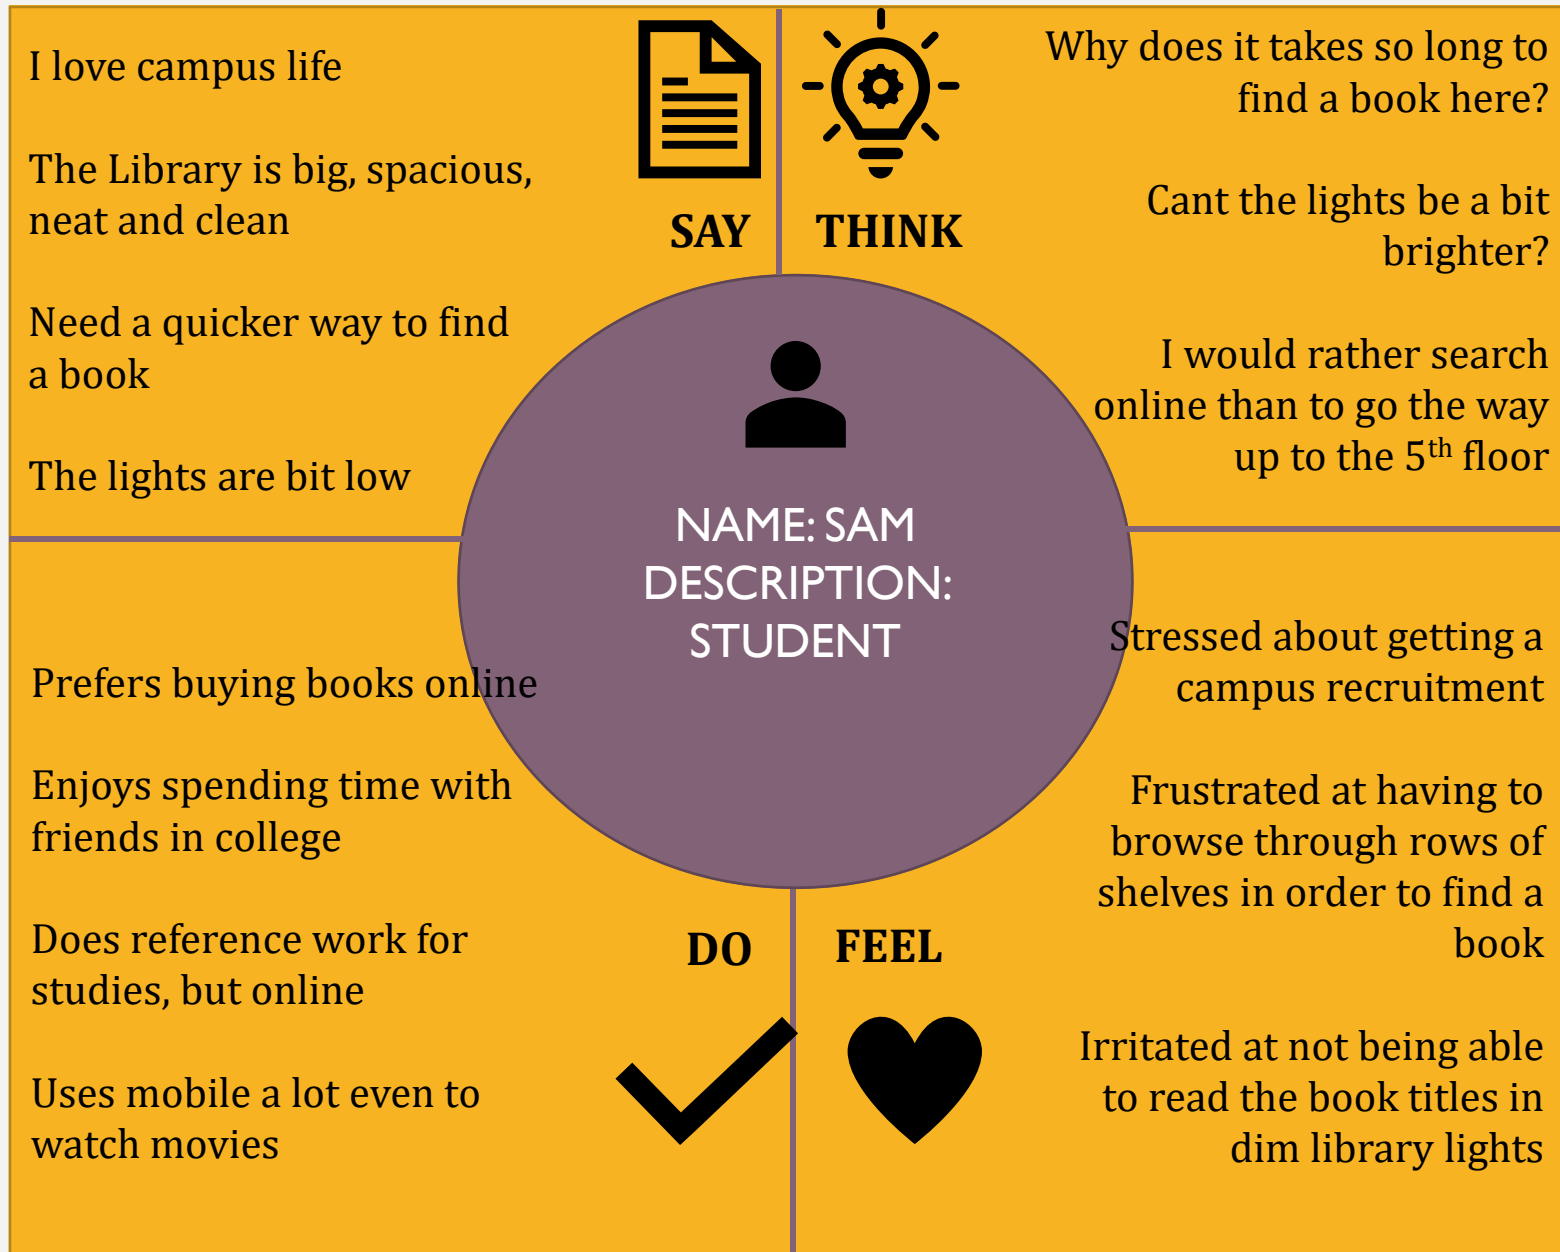 I love campus life
The Library is big, spacious,
neat and clean
Need a quicker way to find
a book
The lights are bit low
SAY
THINK
Why does it takes so long to
find a book here?
Cant the lights be a bit
brighter?
I would rather search
online than to go the way
up to the 5th floor
NAME: SAM
DESCRIPTION:
STUDENT
Prefers buying books online
Enjoys spending time with
friends in college
Does reference work for
studies, but online
Uses mobile a lot even to
watch movies
DO
FEEL
Stressed about getting a
campus recruitment
Frustrated at having to
browse through rows of
shelves in order to find a
book
Irritated at not being able
to read the book titles in
dim library lights